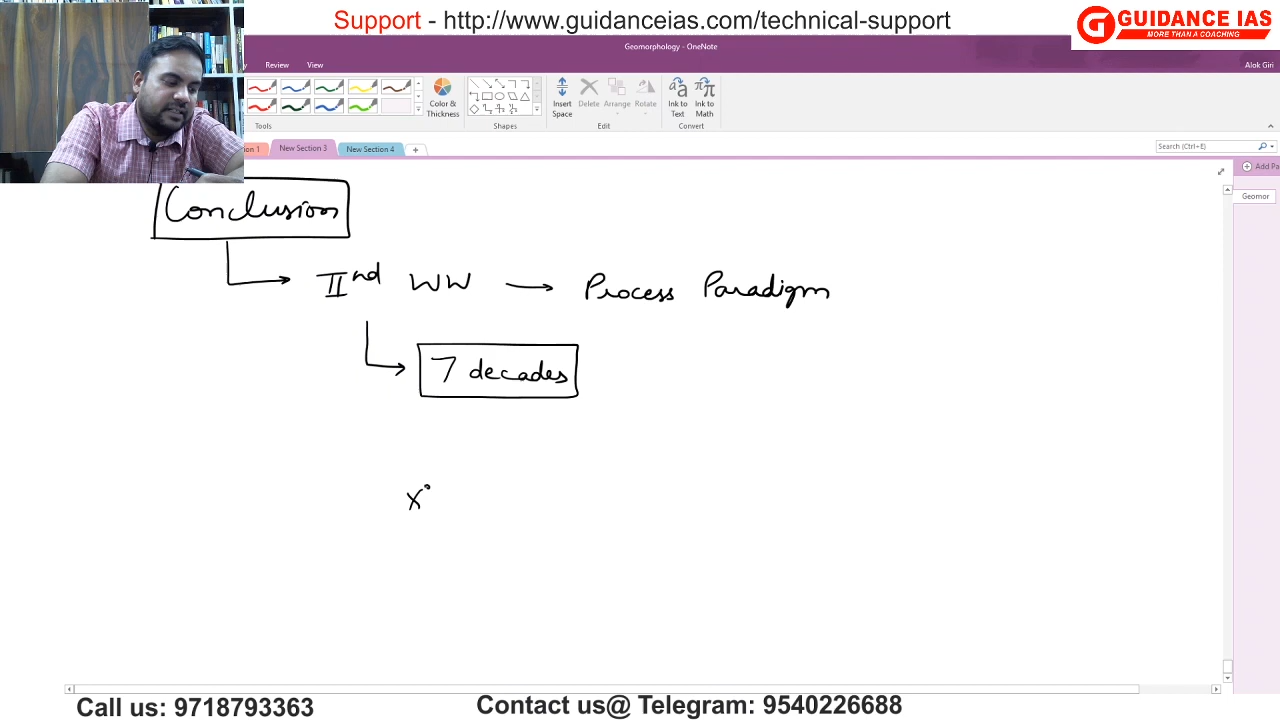 Support - http://www.guidanceias.com/technical-support
GUIDANCE IAS
MORE THAN A COACHING
Geomorphology - OneNote
Review View
Alok Giri
Color & Thickness
Insert Space
Delete
Arrange
Rotate
Ink to Text
Ink to Math
Tools
Shapes
Edit
Convert
New Section 3
New Section 4
Search (Ctrl+E)
Add Pa
Geomor
Conclusion
IInd WW → Process Paradigm
7 decades
Call us: 9718793363
Contact us@ Telegram: 9540226688